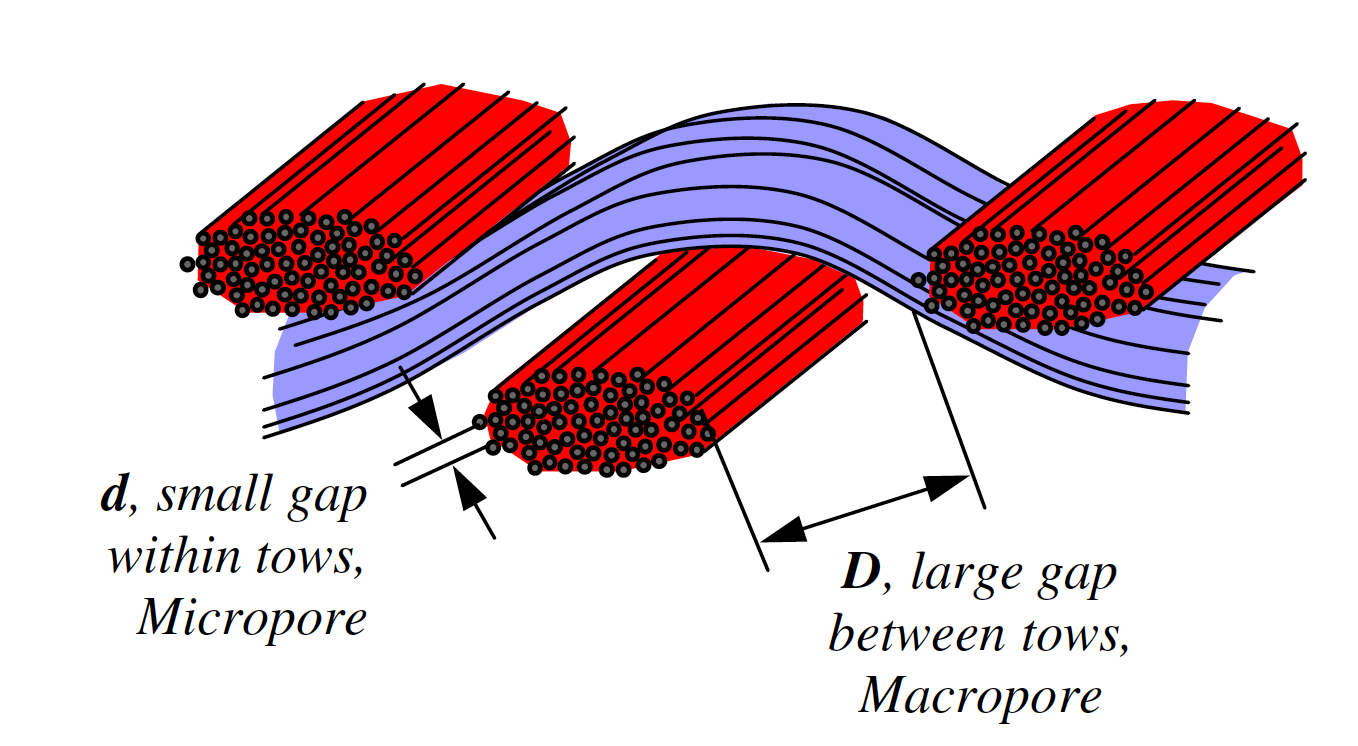 d, small gap
within tows,
Micropore
D, large gap
between tows,
Macropore